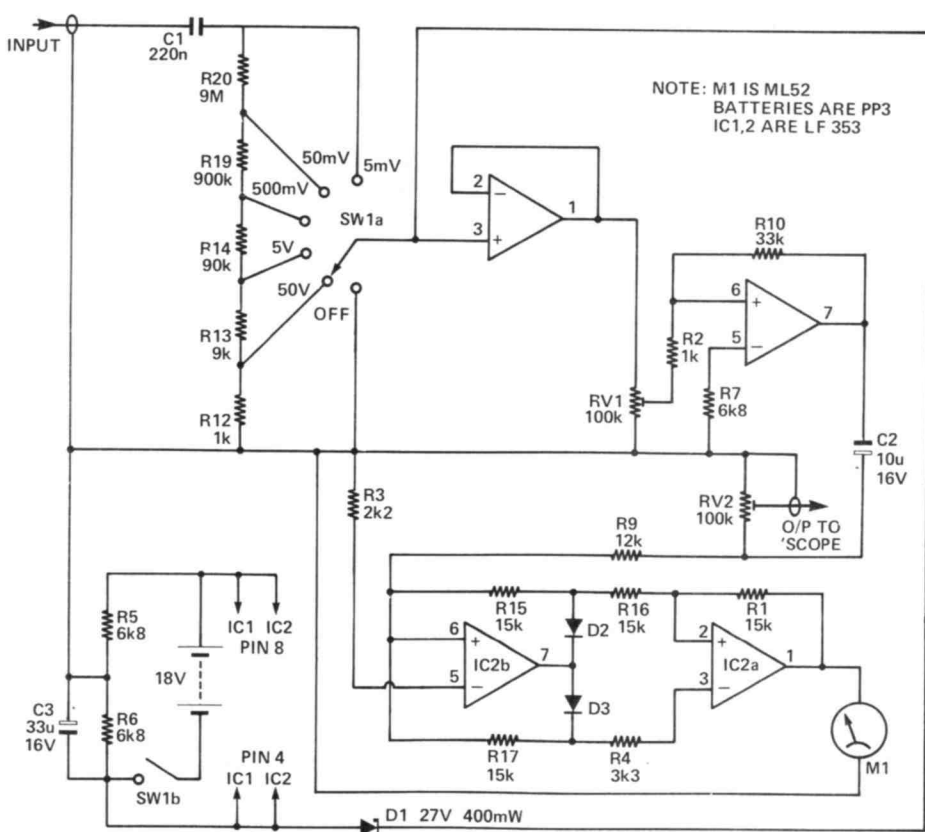 INPUT
C1
220n
R20
9M
R19
900k
R14
90k
R13
9k
R12
1k
50mV
5mV
500mV
SW1a
5V
50V
OFF
NOTE: M1 IS ML52
BATTERIES ARE PP3
IC1,2 ARE LF 353
2
−
3
+
1
R10
33k
6
+
5
−
7
R2
1k
R7
6k8
RV1
100k
C2
10u
16V
RV2
100k
O/P TO
'SCOPE
R3
2k2
R9
12k
R15
15k
R16
15k
R1
15k
6
+
5
−
IC2b
7
D2
D3
2
+
3
−
IC2a
1
R17
15k
R4
3k3
M1
R5
6k8
R6
6k8
C3
33u
16V
18V
IC1 IC2
PIN 8
SW1b
PIN 4
IC1 IC2
D1 27V 400mW